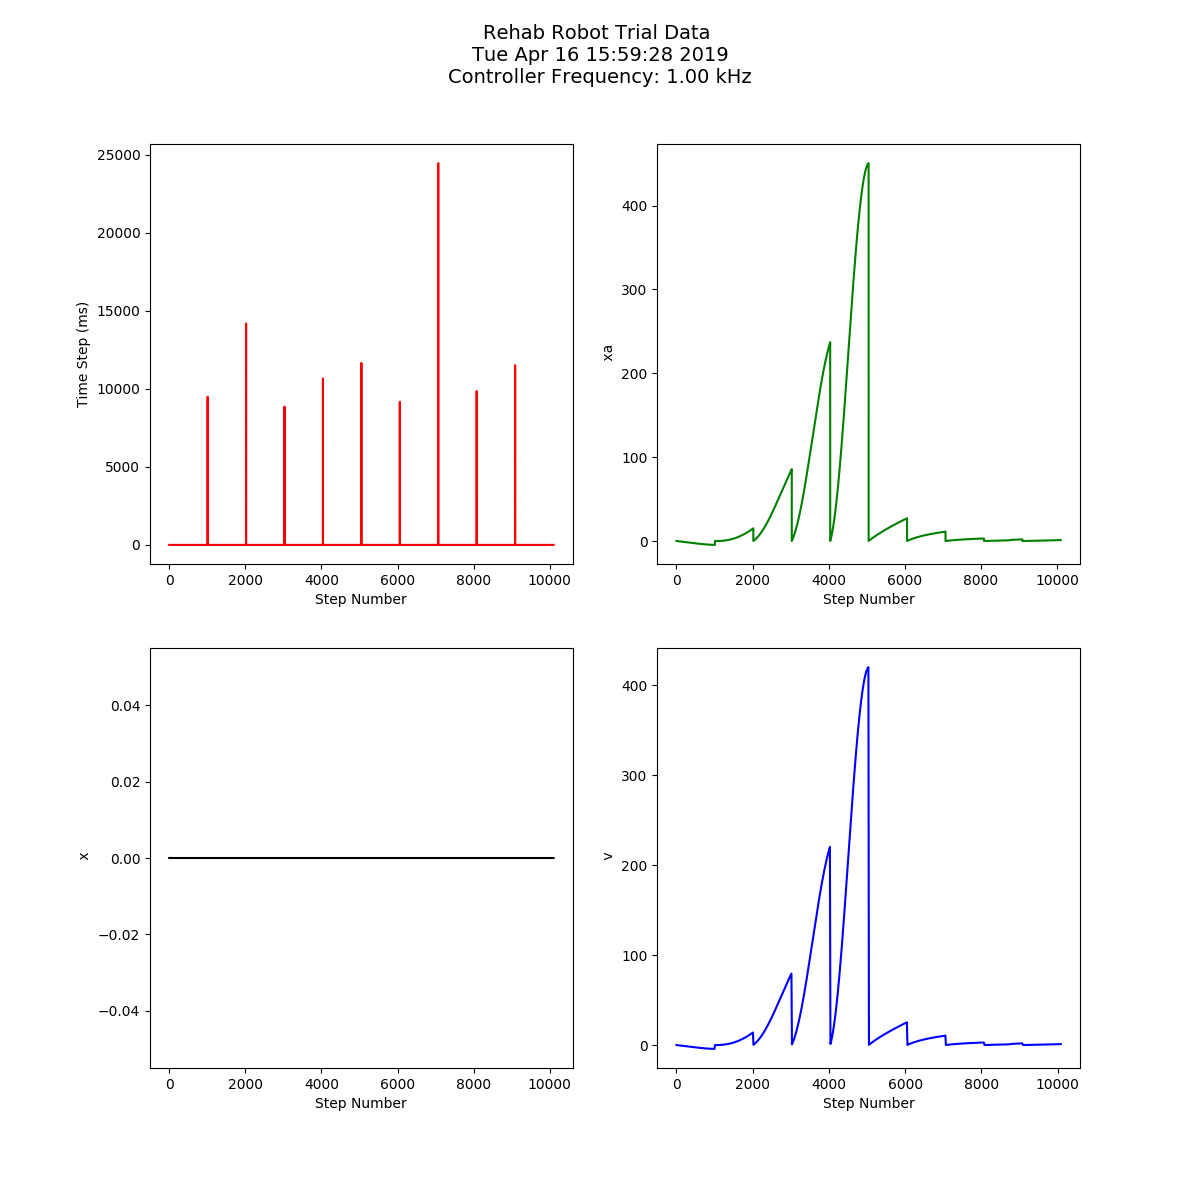 Rehab Robot Trial Data
Tue Apr 16 15:59:28 2019
Controller Frequency: 1.00 kHz
25000
20000
15000
10000
5000
0
Time Step (ms)
0 2000 4000 6000 8000 10000
Step Number
400
300
200
100
0
xa
0 2000 4000 6000 8000 10000
Step Number
0.04
0.02
0.00
−0.02
−0.04
x
0 2000 4000 6000 8000 10000
Step Number
400
300
200
100
0
v
0 2000 4000 6000 8000 10000
Step Number